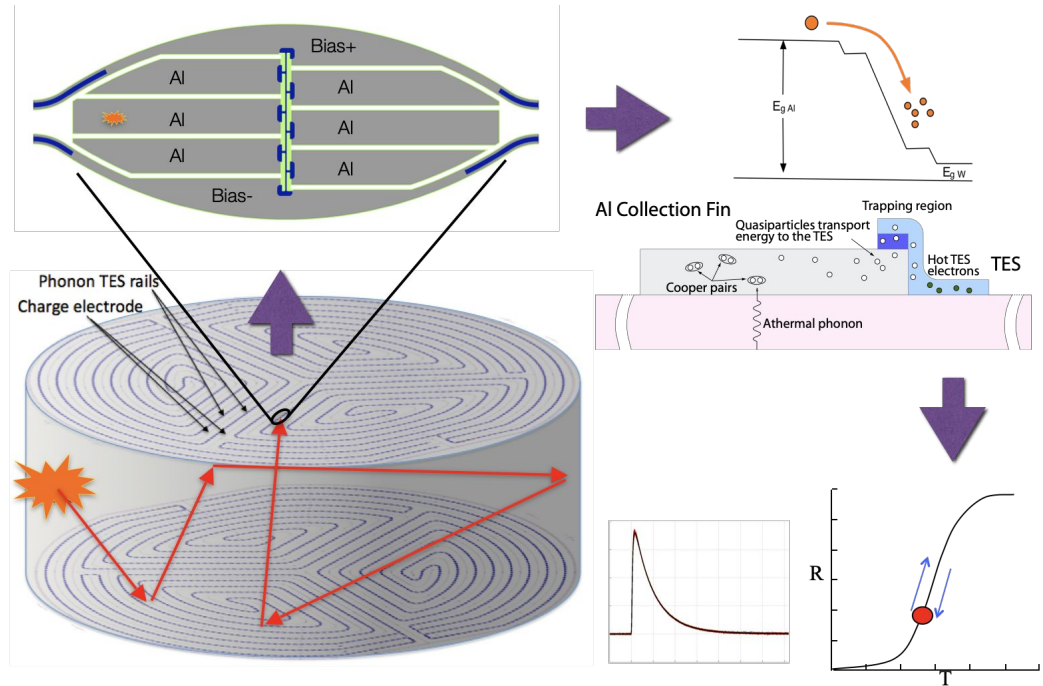 Bias+
Al
Al
Al
Al
Al
Al
Bias-
E g Al
E g W
Al Collection Fin
Trapping region
Quasiparticles transport
energy to the TES
Hot TES
electrons
TES
Cooper pairs
Athermal phonon
Phonon TES rails
Charge electrode
R
T